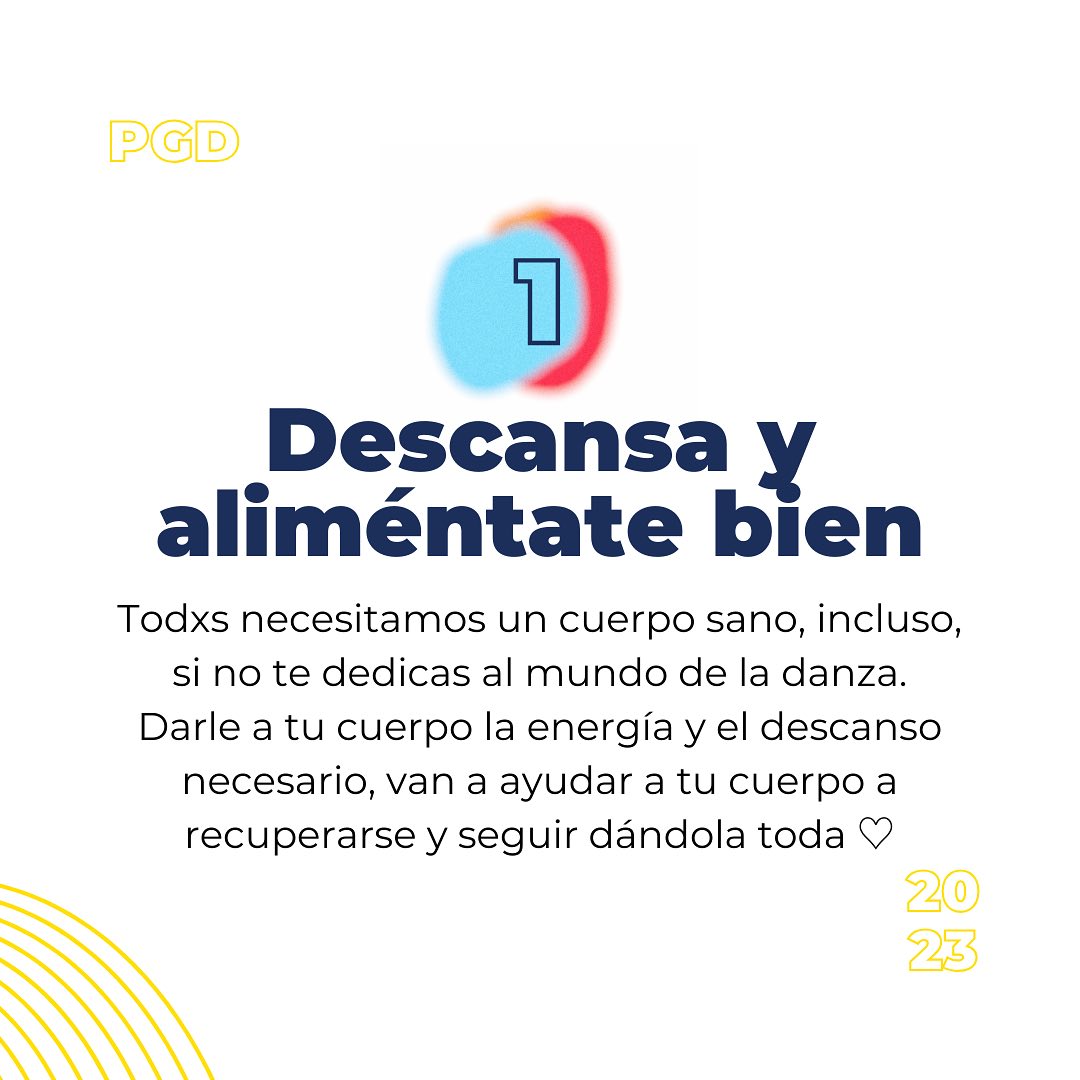 PGD
1
Descansa y
aliméntate bien
Todxs necesitamos un cuerpo sano, incluso,
si no te dedicas al mundo de la danza.
Darle a tu cuerpo la energía y el descanso
necesario, van a ayudar a tu cuerpo a
recuperarse y seguir dándola toda ♡
20
23